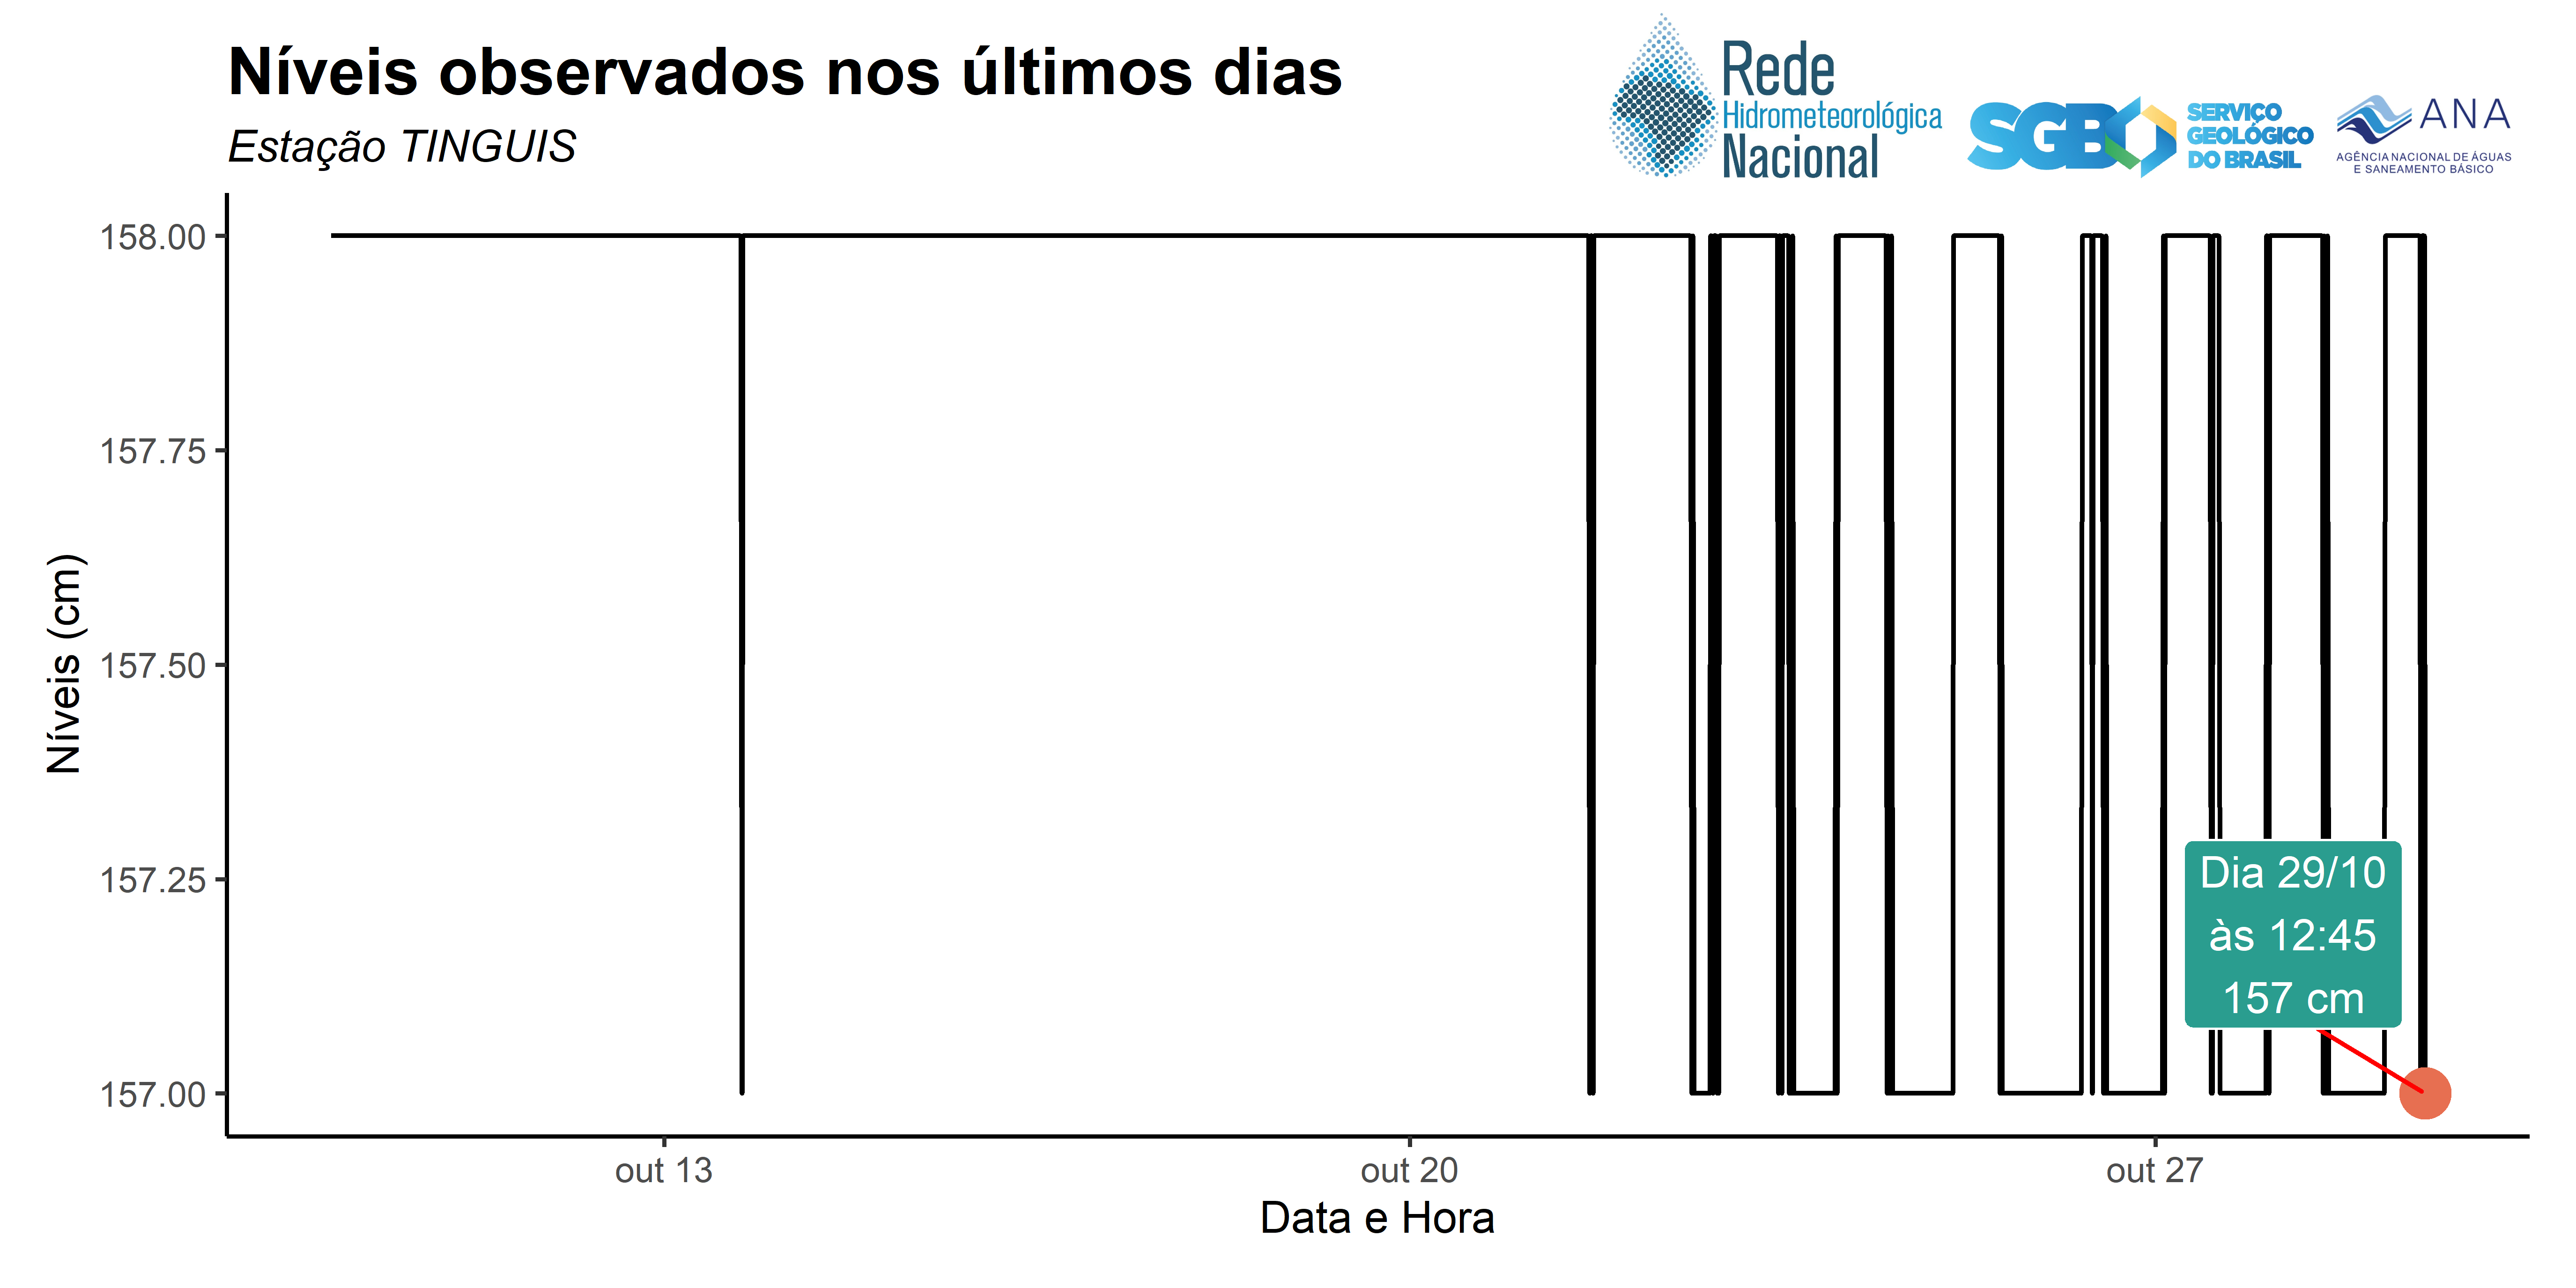 Níveis observados nos últimos dias
Estação TINGUIS
Rede
Hidrometeorológica
Nacional
SGB
SERVIÇO
GEOLÓGICO
DO BRASIL
ANA
AGÊNCIA NACIONAL DE ÁGUAS
E SANEAMENTO BÁSICO
Níveis (cm)
158.00
157.75
157.50
157.25
157.00
Dia 29/10
às 12:45
157 cm
out 13
out 20
out 27
Data e Hora